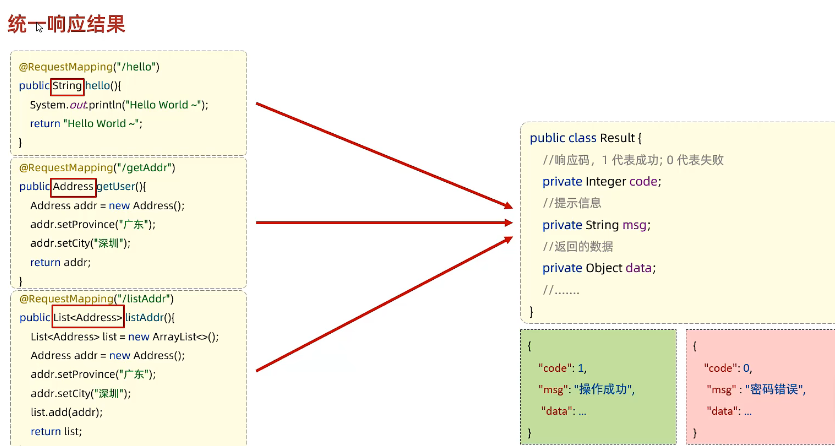 统一响应结果
@RequestMapping("/hello")
public String hello(){
System.out.println("Hello World ~");
return "Hello World ~";
}
@RequestMapping("/getAddr")
public Address getUser(){
Address addr = new Address();
addr.setProvince("广东");
addr.setCity("深圳");
return addr;
}
@RequestMapping("/listAddr")
public List<Address> listAddr(){
List<Address> list = new ArrayList<>();
Address addr = new Address();
addr.setProvince("广东");
addr.setCity("深圳");
list.add(addr);
return list;
public class Result {
//响应码，1 代表成功; 0 代表失败
private Integer code;
//提示信息
private String msg;
//返回的数据
private Object data;
//.......
}
{
"code": 1,
"msg": "操作成功",
"data": ...
}
{
"code": 0,
"msg" : "密码错误",
"data": ...
}